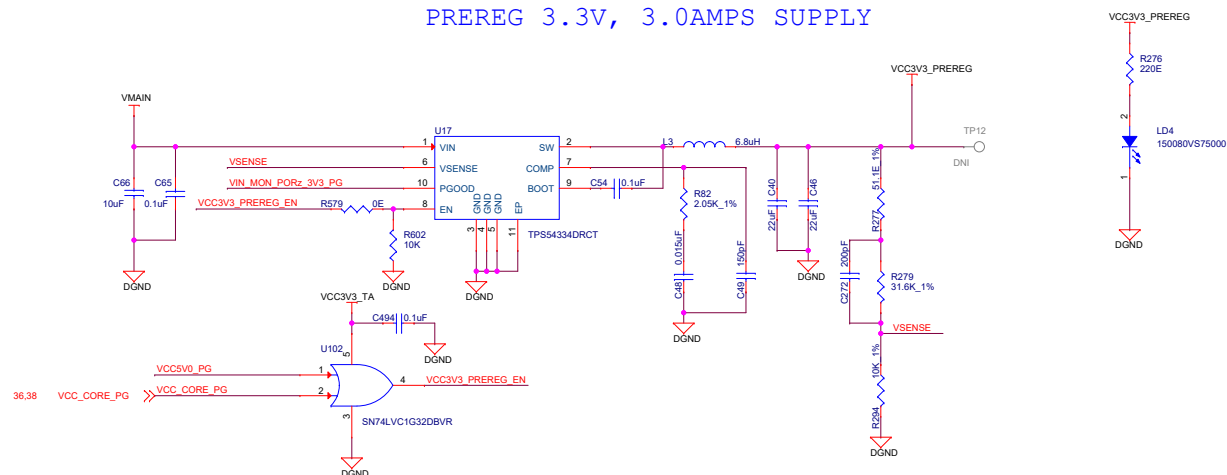 PREREG 3.3V, 3.0AMPS SUPPLY
VCC3V3_PREREG
R276
220E
2
LD4
150080VS75000
1
DGND
VCC3V3_PREREG
TP12
DNI
VMAIN
U17
1
VIN
SW
2
L3
6.8uH
VSENSE
6
VSENSE
COMP
7
VIN_MON_PORz_3V3_PG
10
PGOOD
BOOT
9
C54
0.1uF
VCC3V3_PREREG_EN
R579
0E
8
EN
GND
GND
GND
EP
3
4
5
11
TPS54334DRCT
C66
10uF
C65
0.1uF
DGND
R602
10K
DGND
DGND
R82
2.05K_1%
0.015uF
C48
150pF
C49
DGND
C40
22uF
C46
22uF
DGND
51.1E_1%
R277
200pF
C272
R279
31.6K_1%
VSENSE
10K_1%
R294
DGND
VCC3V3_TA
C494
0.1uF
DGND
U102
5
VCC5V0_PG
1
4
VCC3V3_PREREG_EN
36,38
VCC_CORE_PG
VCC_CORE_PG
2
3
SN74LVC1G32DBVR
DGND